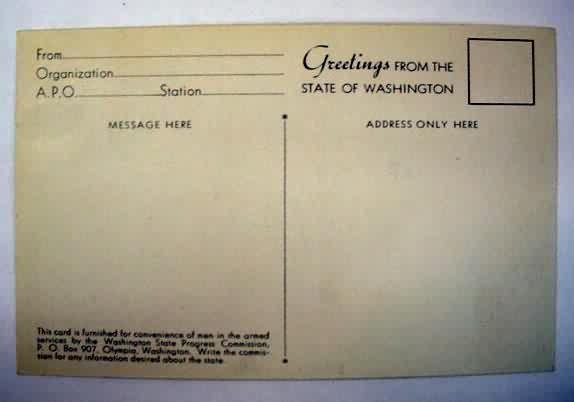 From
Organization
A.P.O. Station
Greetings FROM THE
STATE OF WASHINGTON
MESSAGE HERE
ADDRESS ONLY HERE
This card is furnished for convenience of men in the armed
services by the Washington State Progress Commission,
P. O. Box 907, Olympia, Washington. Write the commis-
sion for any information desired about the state.